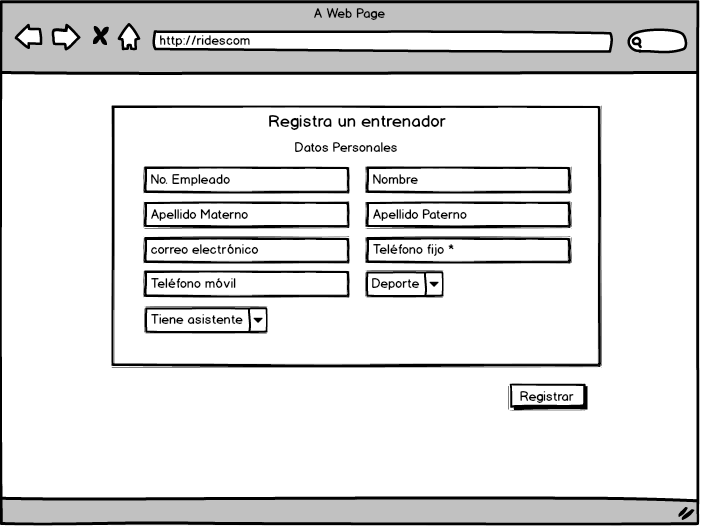 A Web Page
http://ridescom
Registra un entrenador
Datos Personales
No. Empleado
Nombre
Apellido Materno
Apellido Paterno
correo electrónico
Teléfono fijo *
Teléfono móvil
Deporte
Tiene asistente
Registrar